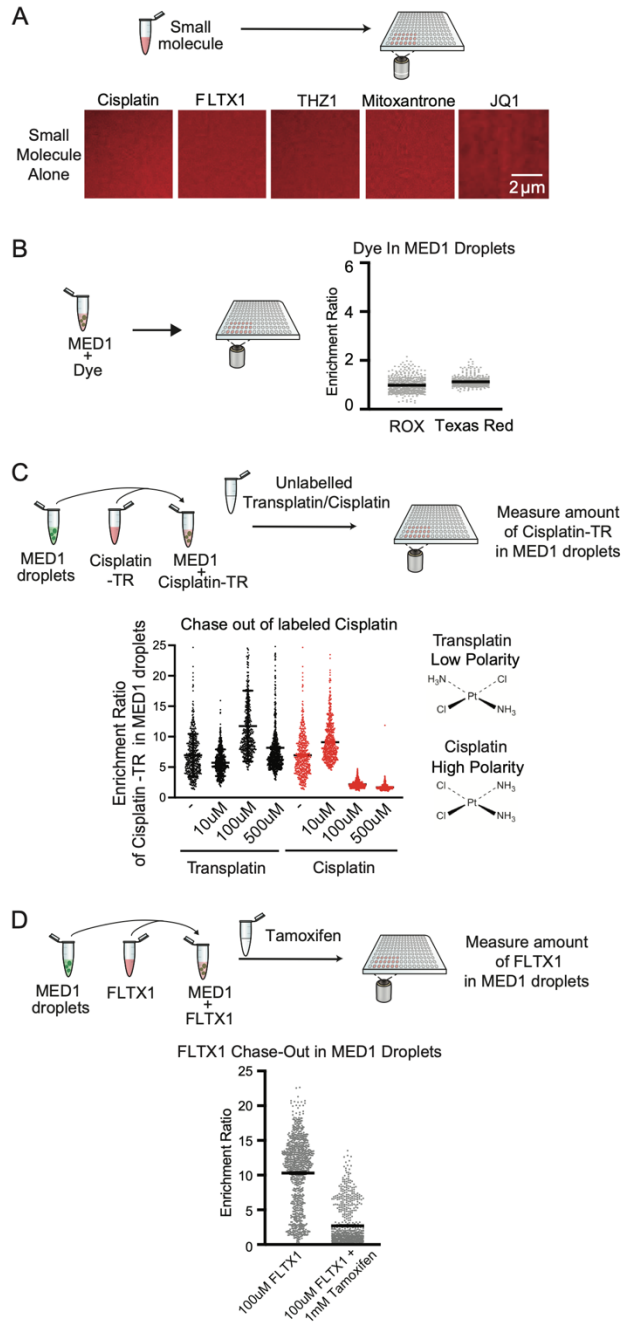 A
Small
molecule
Cisplatin
FLTX1
THZ1
Mitoxantrone
JQ1
Small
Molecule
Alone
2μm
B
MED1
+
Dye
Dye In MED1 Droplets
Enrichment Ratio
6
4
2
0
ROX
Texas Red
C
MED1
droplets
Cisplatin
-TR
MED1
+
Cisplatin-TR
Unlabelled
Transplatin/Cisplatin
Measure amount
of Cisplatin-TR
in MED1 droplets
Chase out of labeled Cisplatin
Enrichment Ratio
of Cisplatin -TR in MED1 droplets
25
20
15
10
5
0
-
10uM
100uM
500uM
-
10uM
100uM
500uM
Transplatin
Cisplatin
Transplatin
Low Polarity
H₃N
Cl
Pt
Cl
NH₃
Cisplatin
High Polarity
Cl
NH₃
Pt
Cl
NH₃
D
MED1
droplets
FLTX1
MED1
+
FLTX1
Tamoxifen
Measure amount
of FLTX1
in MED1 droplets
FLTX1 Chase-Out in MED1 Droplets
Enrichment Ratio
25
20
15
10
5
0
100uM FLTX1
100uM FLTX1 +
1mM Tamoxifen